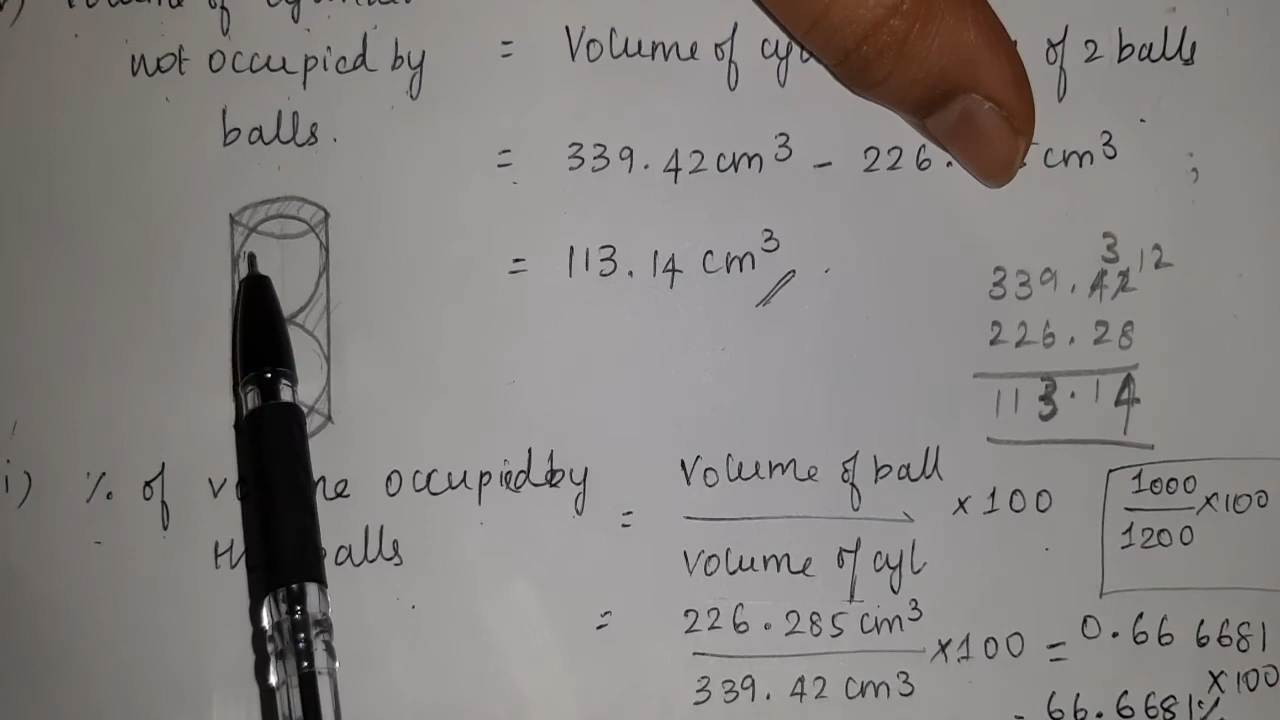 not occupied by = Volume of of 2 balls
balls.
= 339.42 cm³ - 226. cm³
= 113.14 cm³
3 12
339.42
226.28
113.14
i) % of occupied by = volume of ball × 100
balls volume of cyl
1000 × 100
1200
= 226.285 cm³ × 100 = 0.666681 × 100
339.42 cm3
= 66.6681%